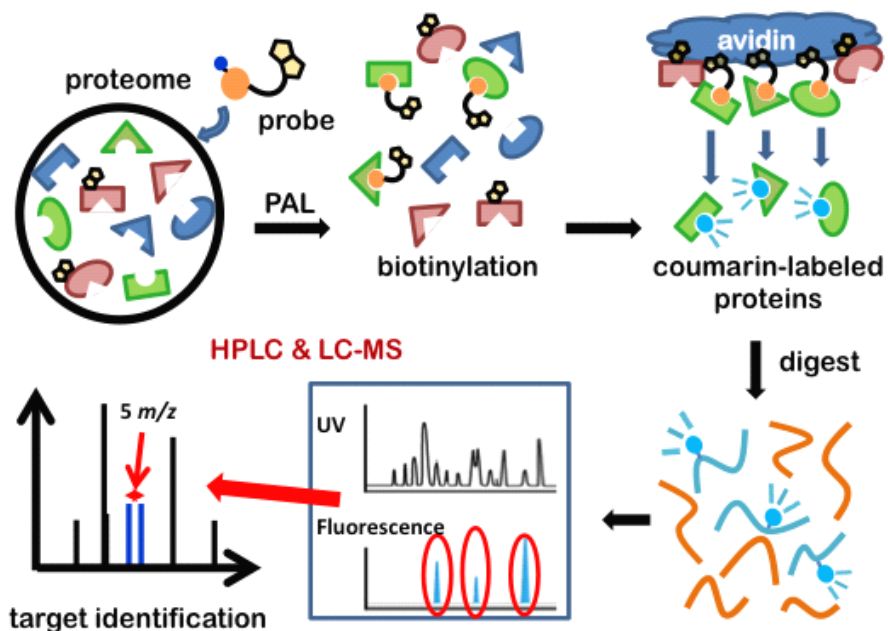 proteome
probe
PAL
biotinylation
avidin
coumarin-labeled
proteins
digest
HPLC & LC-MS
UV
Fluorescence
5 m/z
target identification